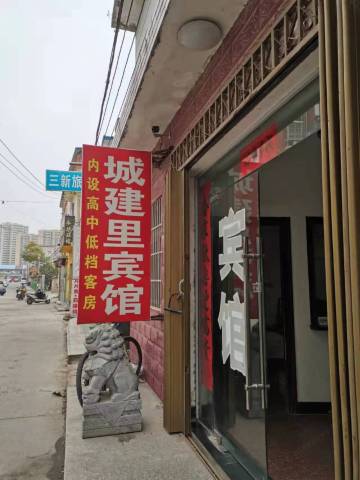 三新旅
城建里宾馆
内设高中低档客房
宾馆